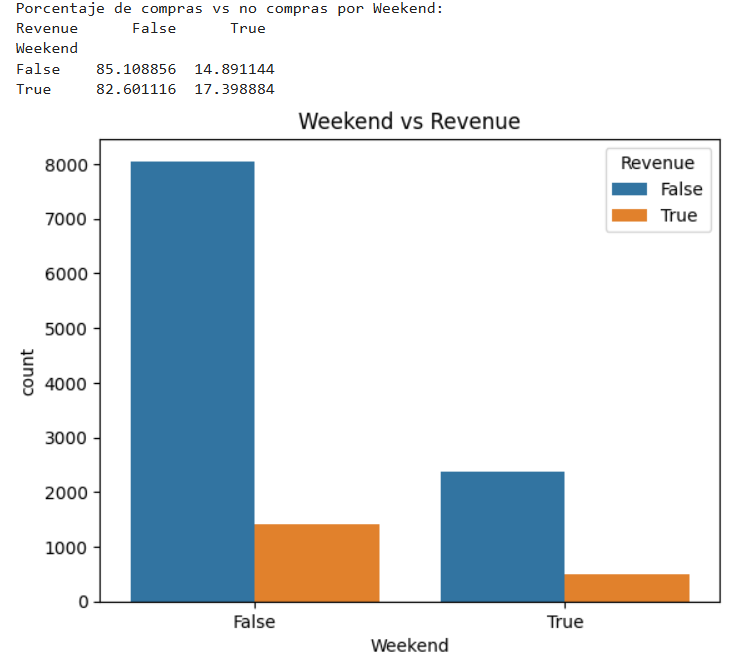 Porcentaje de compras vs no compras por Weekend:
Revenue False True
Weekend
False 85.108856 14.891144
True 82.601116 17.398884
Weekend vs Revenue
Revenue
False
True
8000
7000
6000
5000
4000
3000
2000
1000
0
count
False True
Weekend